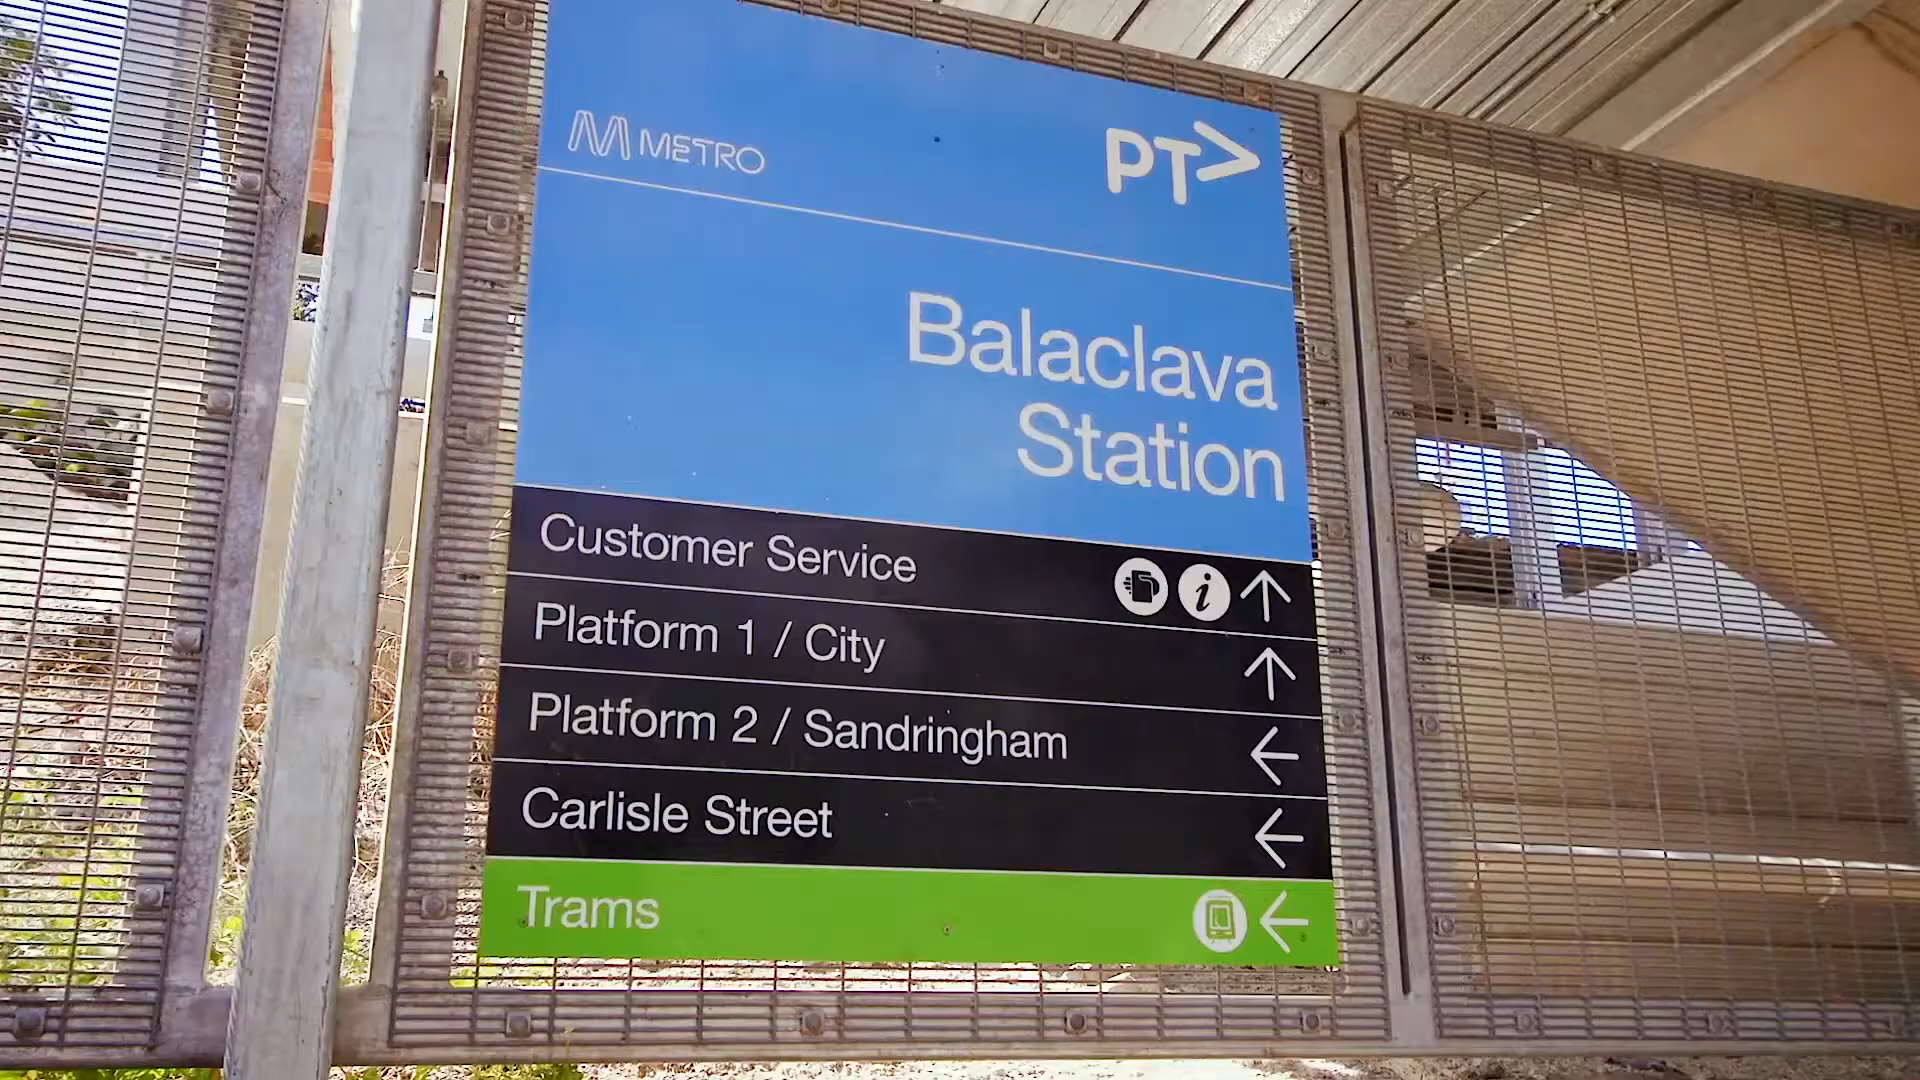 METRO
PT>
Balaclava
Station
Customer Service
Platform 1 / City
Platform 2 / Sandringham
Carlisle Street
Trams